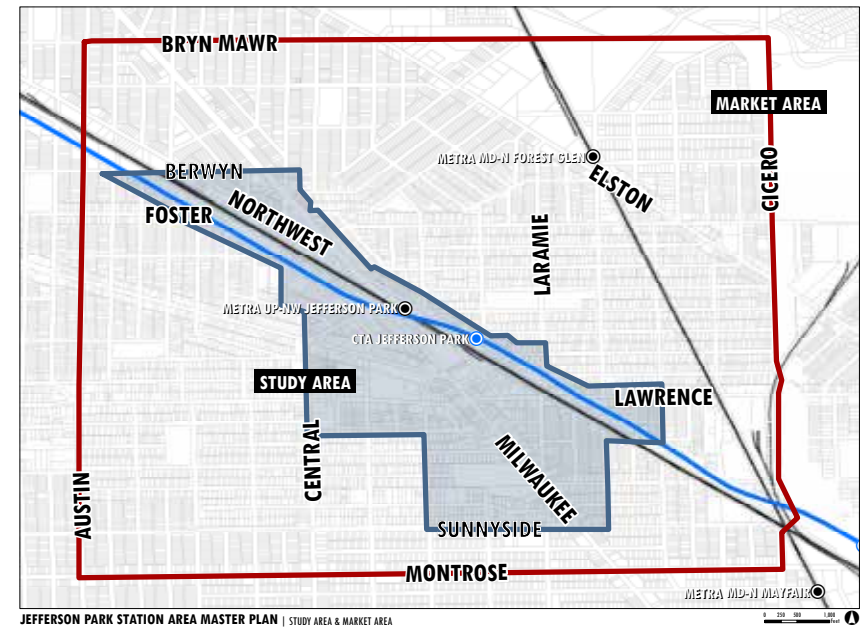 BRYN MAWR
MARKET AREA
METRA MD-N FOREST GLEN
BERWYN
ELSTON
CICERO
FOSTER
NORTHWEST
LARAMIE
METRA UP-NW JEFFERSON PARK
CTA JEFFERSON PARK
STUDY AREA
LAWRENCE
CENTRAL
MILWAUKEE
AUSTIN
SUNNYSIDE
MONTROSE
METRA MD-N MAYFAIR
JEFFERSON PARK STATION AREA MASTER PLAN | STUDY AREA & MARKET AREA
0 250 500 1,000
Feet